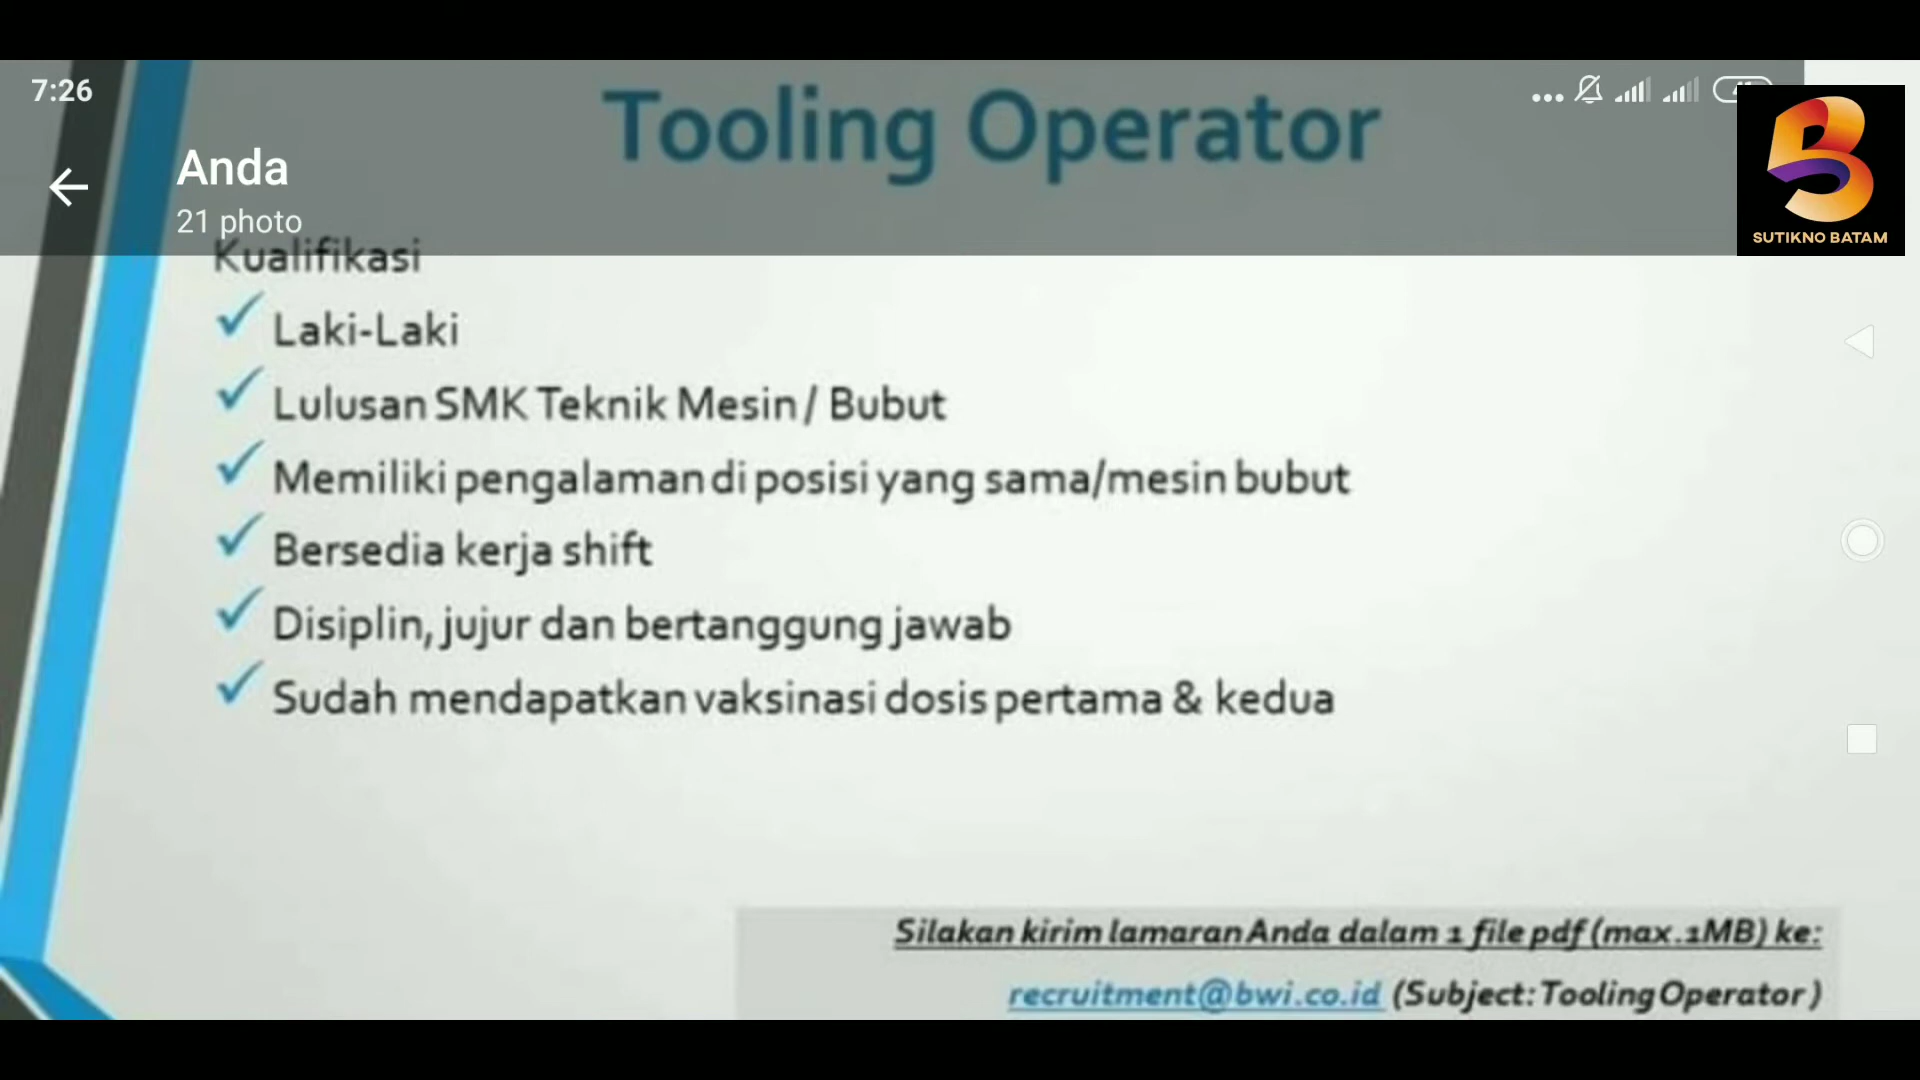 7:26
Tooling Operator
Anda
21 photo
SUTIKNO BATAM
Kualifikasi
Laki-Laki
Lulusan SMK Teknik Mesin / Bubut
Memiliki pengalaman di posisi yang sama/mesin bubut
Bersedia kerja shift
Disiplin, jujur dan bertanggung jawab
Sudah mendapatkan vaksinasi dosis pertama & kedua
Silakan kirim lamaran Anda dalam 1 file pdf (max.1MB) ke:
recruitment@bwi.co.id (Subject: Tooling Operator )